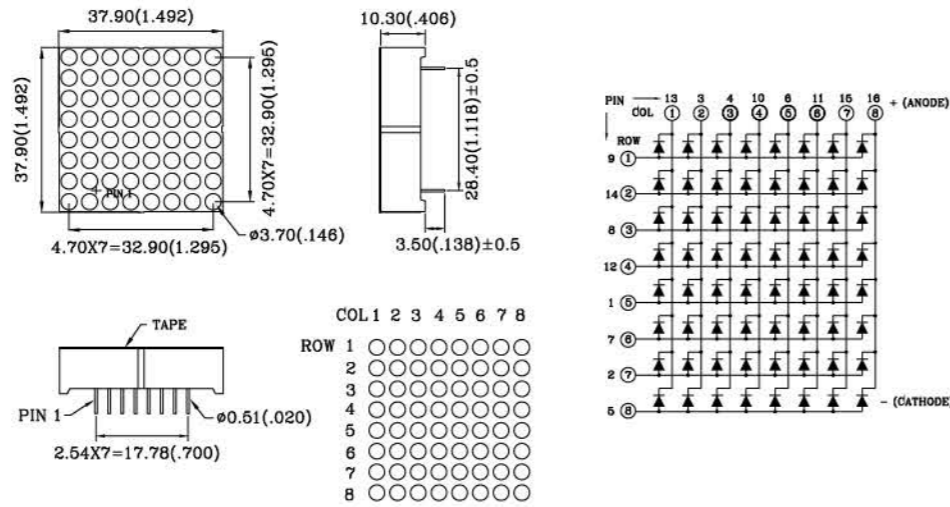 37.90(1.492)
37.90(1.492)
4.70X7=32.90(1.295)
PIN 1
4.70X7=32.90(1.295)
ø3.70(.146)
10.30(.406)
28.40(1.118)±0.5
3.50(.138)±0.5
TAPE
PIN 1
ø0.51(.020)
2.54X7=17.78(.700)
COL 1 2 3 4 5 6 7 8
ROW 1
2
3
4
5
6
7
8
PIN 13 3 4 10 6 11 15 16 + (ANODE)
COL 1 2 3 4 5 6 7 8
ROW
9 1
14 2
8 3
12 4
1 5
7 6
2 7
5 8
- (CATHODE)